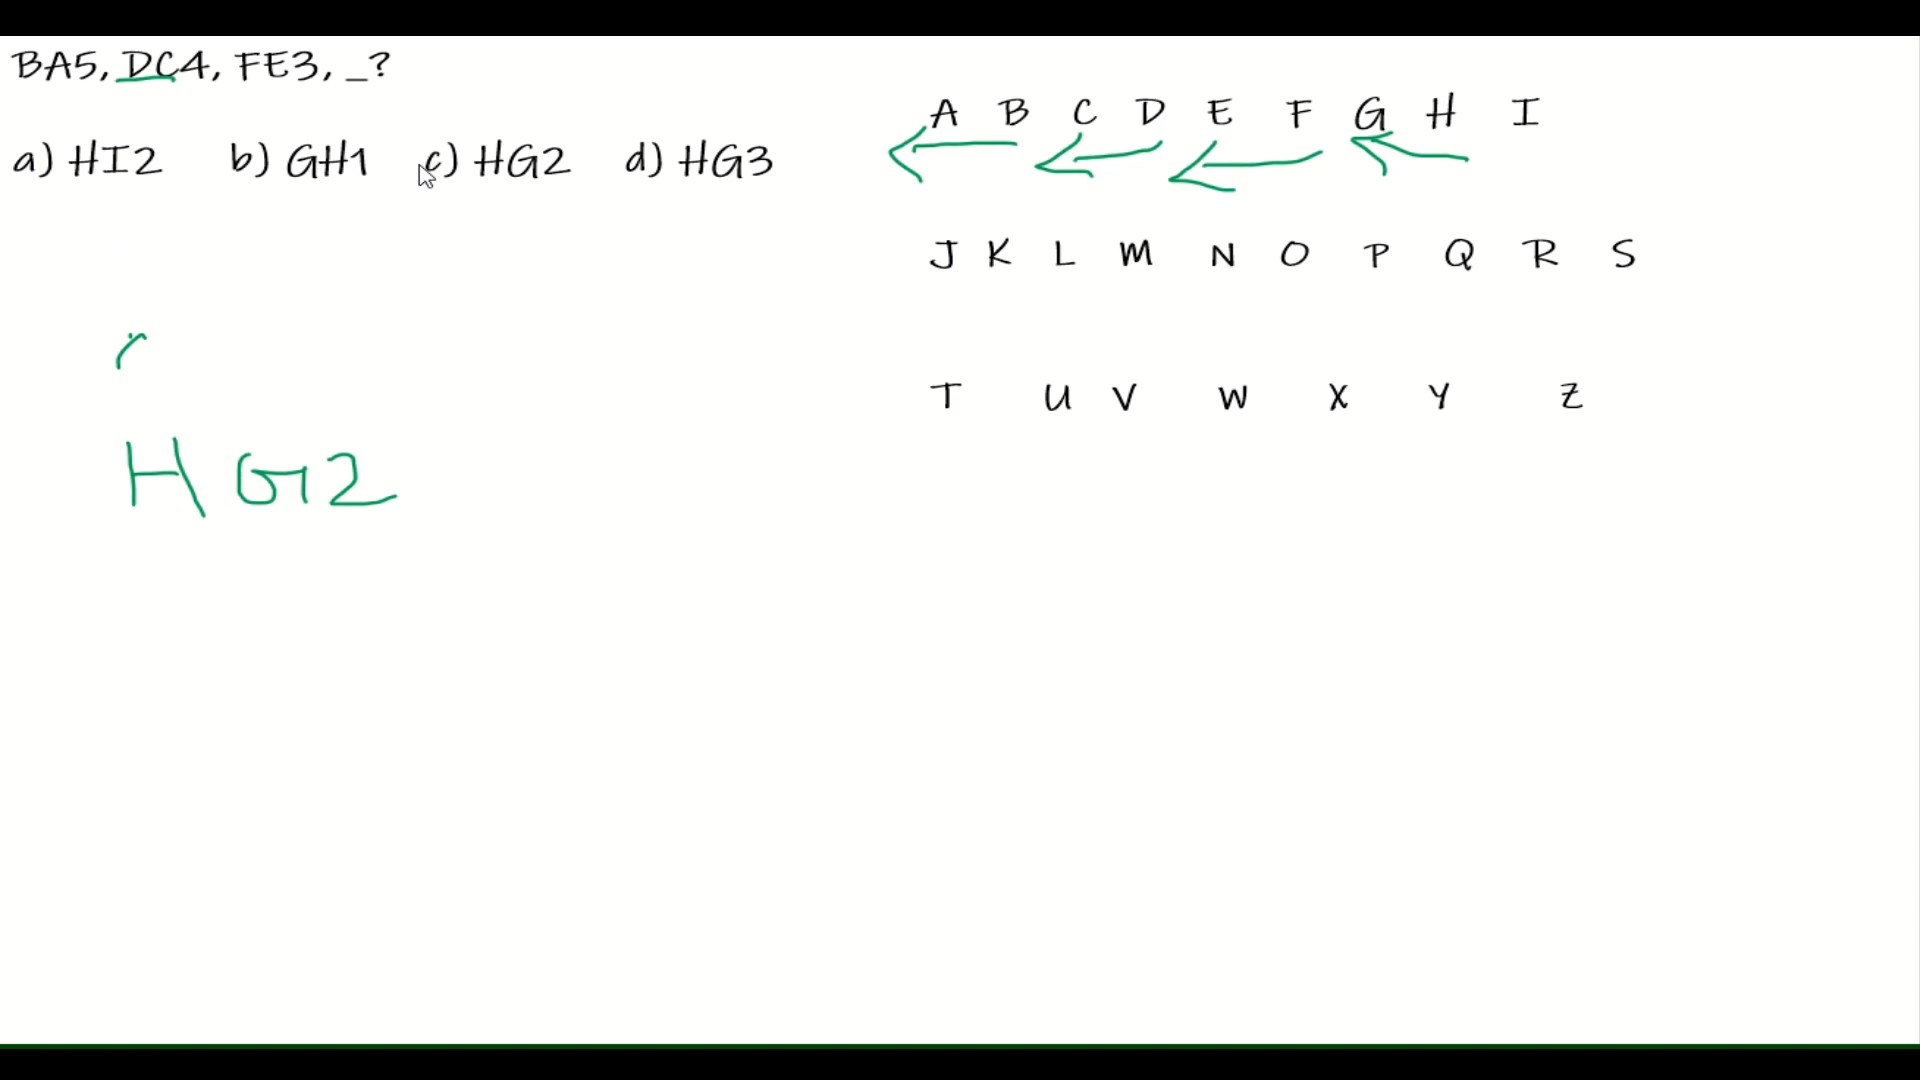 BA5, DC4, FE3, _?
a) HI2 b) GH1 c) HG2 d) HG3
A B C D E F G H I
J K L M N O P Q R S
T U V W X Y Z
HG2